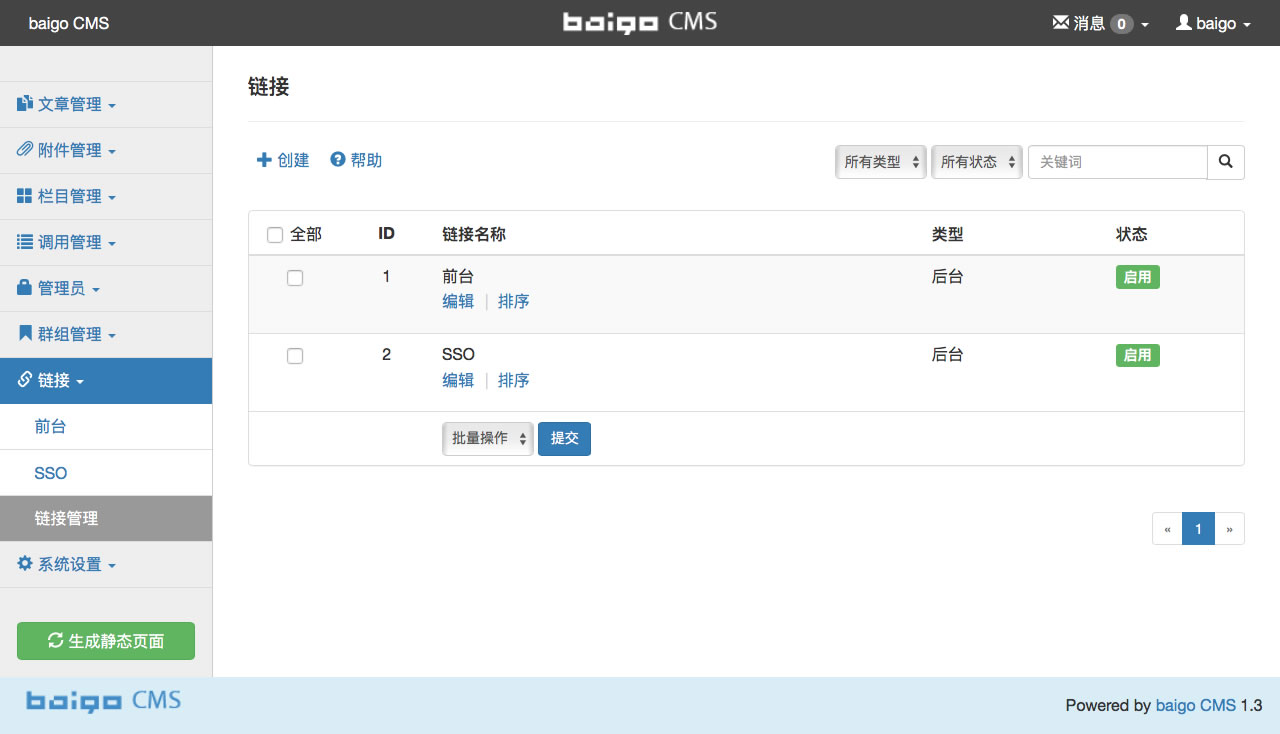 baigo CMS
baigo CMS
消息 0
baigo
文章管理
附件管理
栏目管理
调用管理
管理员
群组管理
链接
前台
SSO
链接管理
系统设置
生成静态页面
链接
创建 帮助
所有类型 所有状态 关键词
全部 ID 链接名称 类型 状态
1 前台 后台 启用
编辑 | 排序
2 SSO 后台 启用
编辑 | 排序
批量操作 提交
« 1 »
baigo CMS
Powered by baigo CMS 1.3